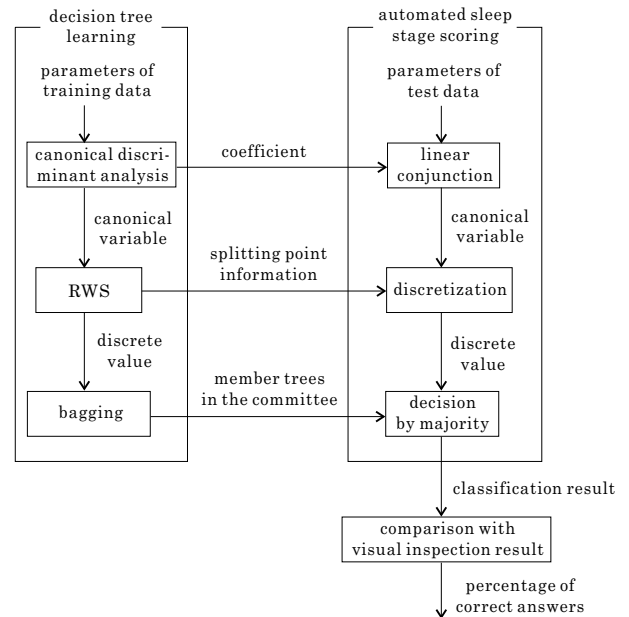 decision tree
learning
parameters of
training data
canonical discri-
minant analysis
canonical
variable
RWS
discrete
value
bagging
coefficient
splitting point
information
member trees
in the committee
automated sleep
stage scoring
parameters of
test data
linear
conjunction
canonical
variable
discretization
discrete
value
decision
by majority
classification result
comparison with
visual inspection result
percentage of
correct answers